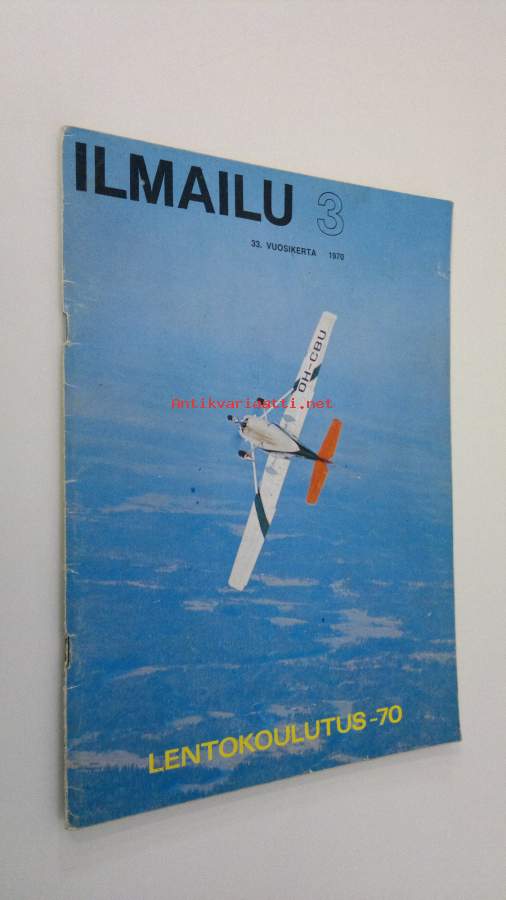 ILMAILU 3
33. VUOSIKERTA 1970
OH-CBU
Antikvariaatti.net
LENTOKOULUTUS-70